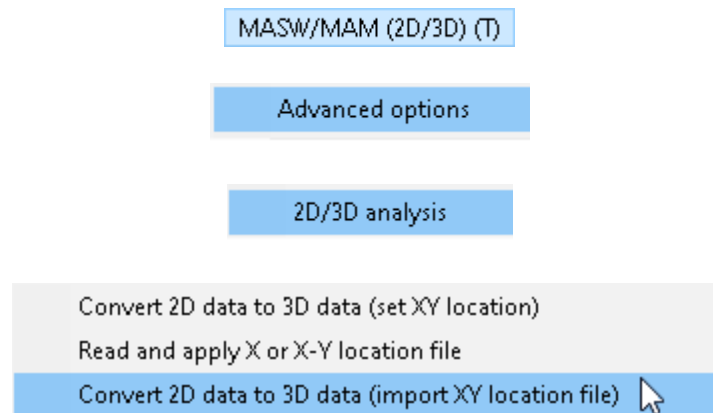 MASW/MAM (2D/3D) (T)
Advanced options
2D/3D analysis
Convert 2D data to 3D data (set XY location)
Read and apply X or X-Y location file
Convert 2D data to 3D data (import XY location file)